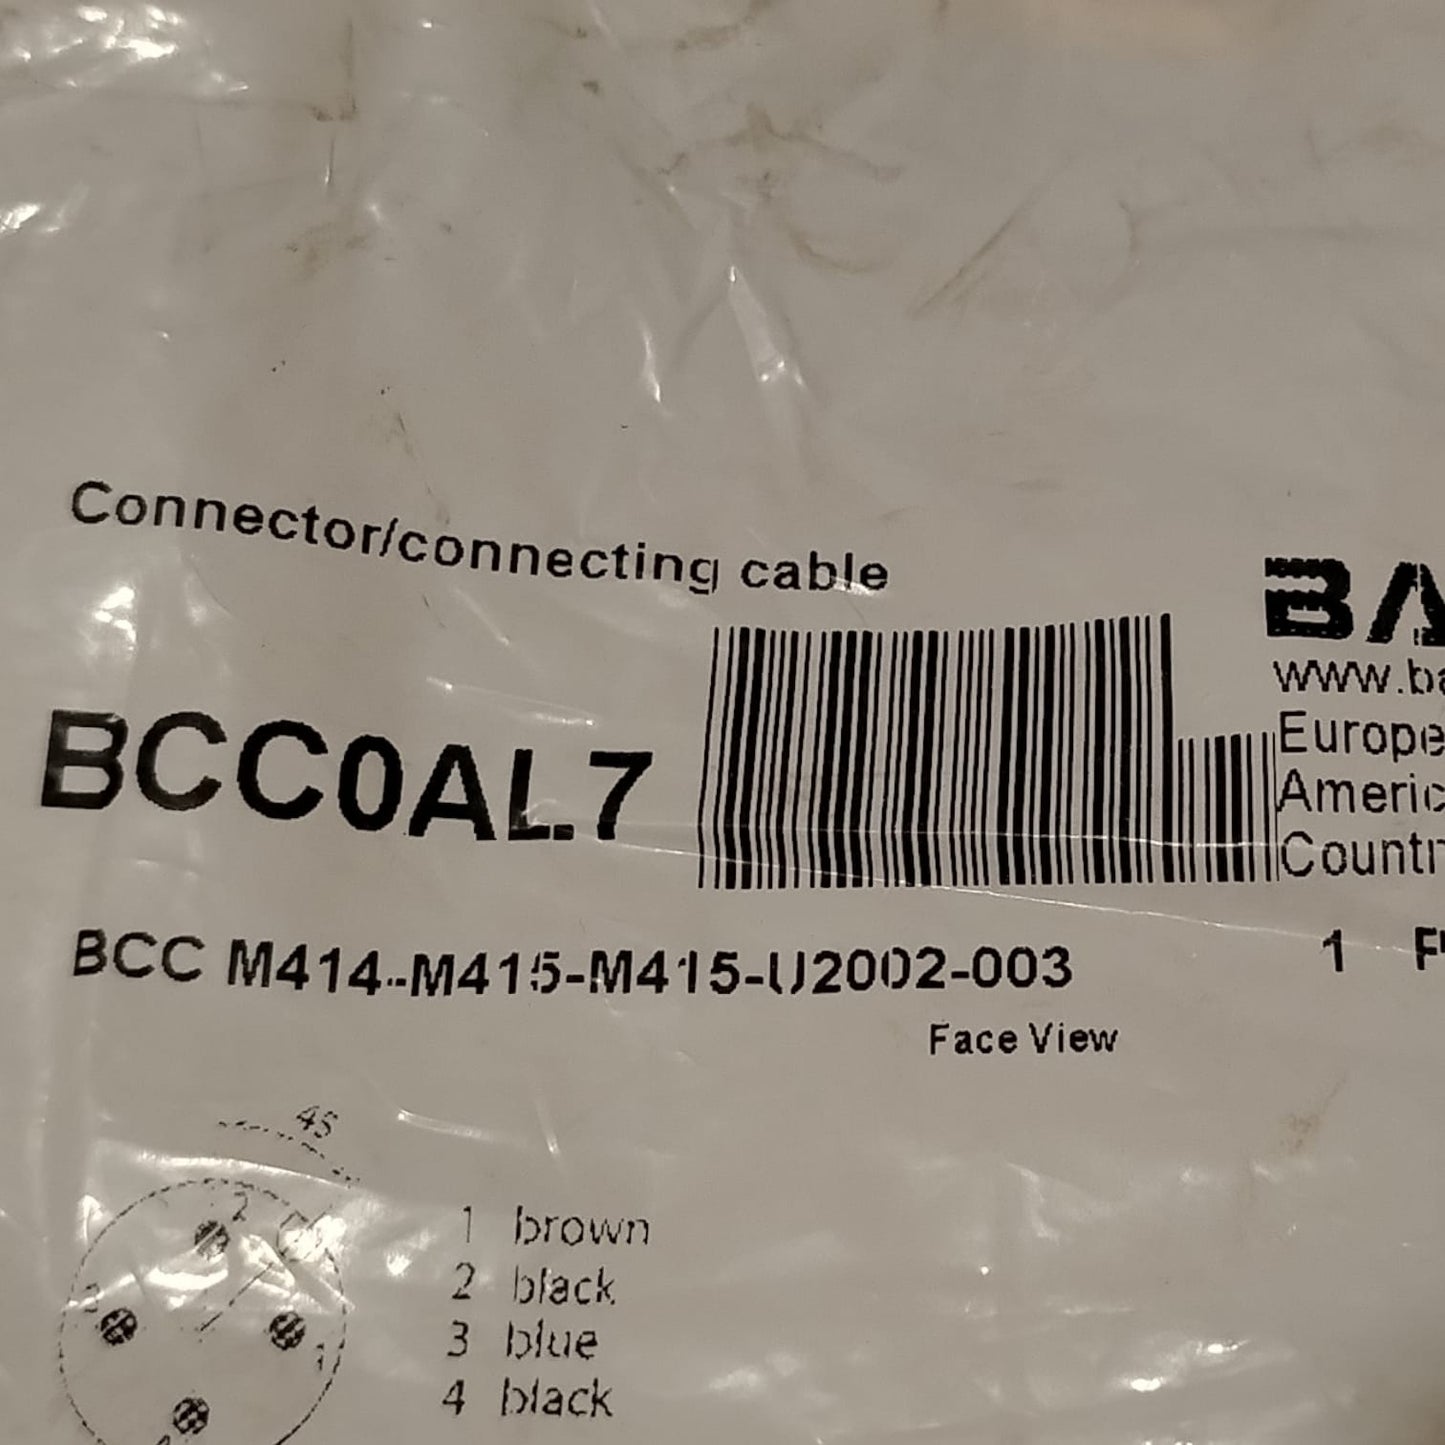 Connector/connecting cable
BA
www.ba
Europe
Americ
Countr
BCC0AL7
BCC M414-M415-M415-U2002-003
1
Face View
45
2
1 brown
2 black
3 blue
1
4 black